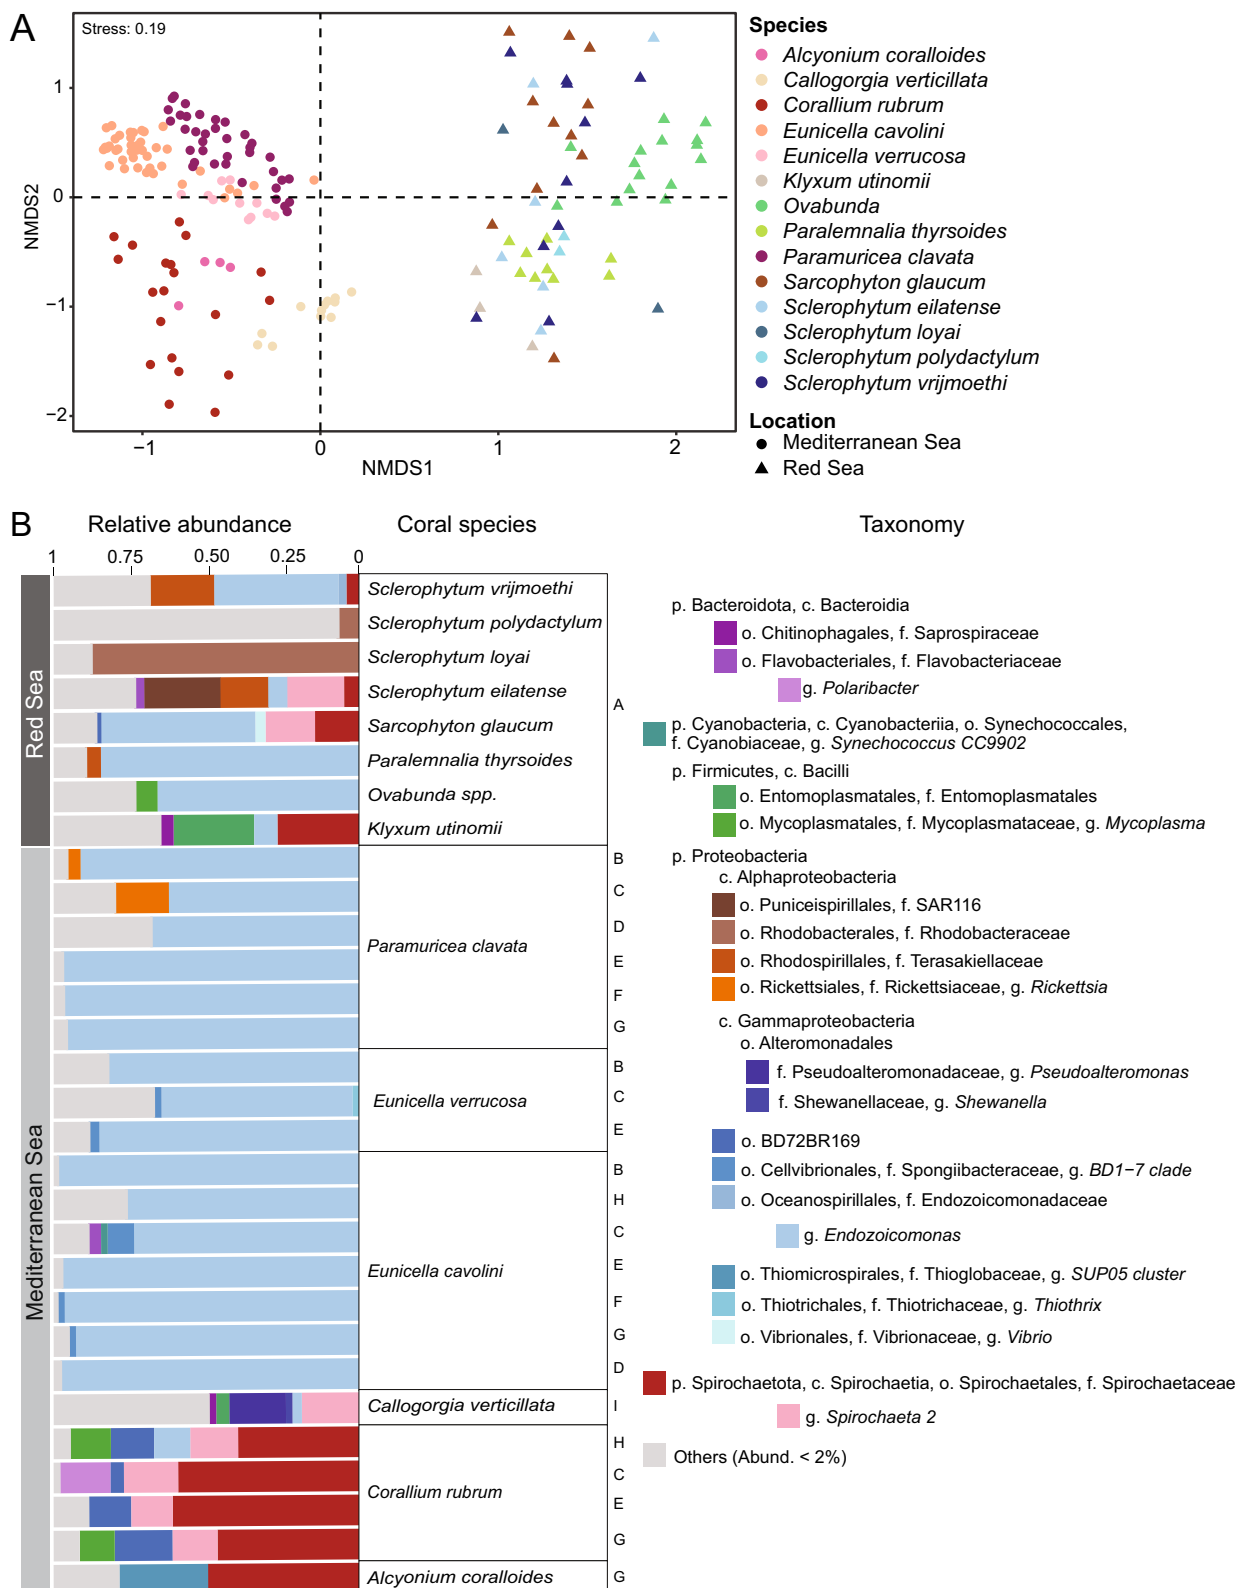 A
Stress: 0.19
1
0
−1
−2
NMDS2
−1
0
1
2
NMDS1
Species
Alcyonium coralloides
Callogorgia verticillata
Corallium rubrum
Eunicella cavolini
Eunicella verrucosa
Klyxum utinomii
Ovabunda
Paralemnalia thyrsoides
Paramuricea clavata
Sarcophyton glaucum
Sclerophytum eilatense
Sclerophytum loyai
Sclerophytum polydactylum
Sclerophytum vrijmoethi
Location
Mediterranean Sea
Red Sea
B
Relative abundance
Coral species
Taxonomy
1
0.75
0.50
0.25
0
Red Sea
Mediterranean Sea
Sclerophytum vrijmoethi
Sclerophytum polydactylum
Sclerophytum loyai
Sclerophytum eilatense
Sarcophyton glaucum
Paralemnalia thyrsoides
Ovabunda spp.
Klyxum utinomii
A
Paramuricea clavata
B
C
D
E
F
G
Eunicella verrucosa
B
C
E
Eunicella cavolini
B
H
C
E
F
G
D
Callogorgia verticillata
I
Corallium rubrum
H
C
E
G
Alcyonium coralloides
G
p. Bacteroidota, c. Bacteroidia
o. Chitinophagales, f. Saprospiraceae
o. Flavobacteriales, f. Flavobacteriaceae
g. Polaribacter
p. Cyanobacteria, c. Cyanobacteriia, o. Synechococcales,
f. Cyanobiaceae, g. Synechococcus CC9902
p. Firmicutes, c. Bacilli
o. Entomoplasmatales, f. Entomoplasmatales
o. Mycoplasmatales, f. Mycoplasmataceae, g. Mycoplasma
p. Proteobacteria
c. Alphaproteobacteria
o. Puniceispirillales, f. SAR116
o. Rhodobacterales, f. Rhodobacteraceae
o. Rhodospirillales, f. Terasakiellaceae
o. Rickettsiales, f. Rickettsiaceae, g. Rickettsia
c. Gammaproteobacteria
o. Alteromonadales
f. Pseudoalteromonadaceae, g. Pseudoalteromonas
f. Shewanellaceae, g. Shewanella
o. BD72BR169
o. Cellvibrionales, f. Spongiibacteraceae, g. BD1−7 clade
o. Oceanospirillales, f. Endozoicomonadaceae
g. Endozoicomonas
o. Thiomicrospirales, f. Thioglobaceae, g. SUP05 cluster
o. Thiotrichales, f. Thiotrichaceae, g. Thiothrix
o. Vibrionales, f. Vibrionaceae, g. Vibrio
p. Spirochaetota, c. Spirochaetia, o. Spirochaetales, f. Spirochaetaceae
g. Spirochaeta 2
Others (Abund. < 2%)